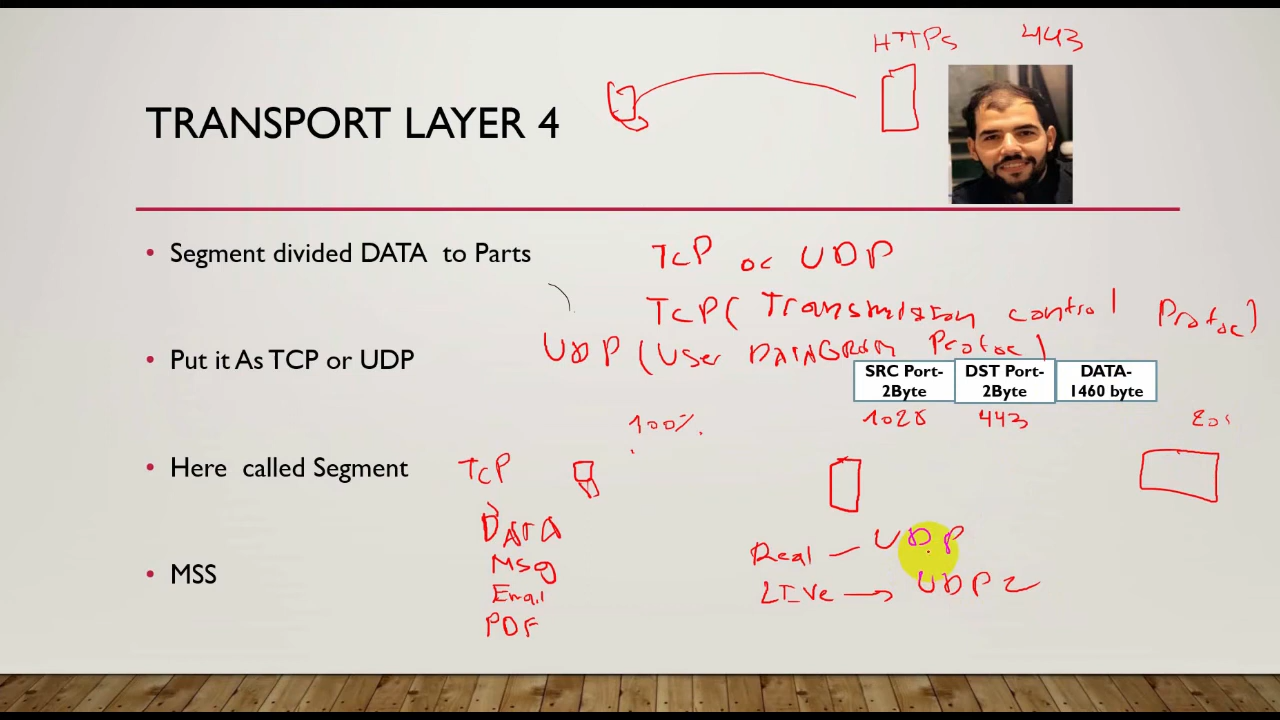 HTTPs 443
TRANSPORT LAYER 4
Segment divided DATA to Parts
TCP or UDP
TCP( Transmission control Protoc)
Put it As TCP or UDP
UDP (User DATAGRAM Protoc)
SRC Port-2Byte
DST Port-2Byte
DATA-1460 byte
100%.
1028 443
Here called Segment
TCP
DATA
Msg
Email
PDF
Real – UDP
LIVe → UDP
MSS